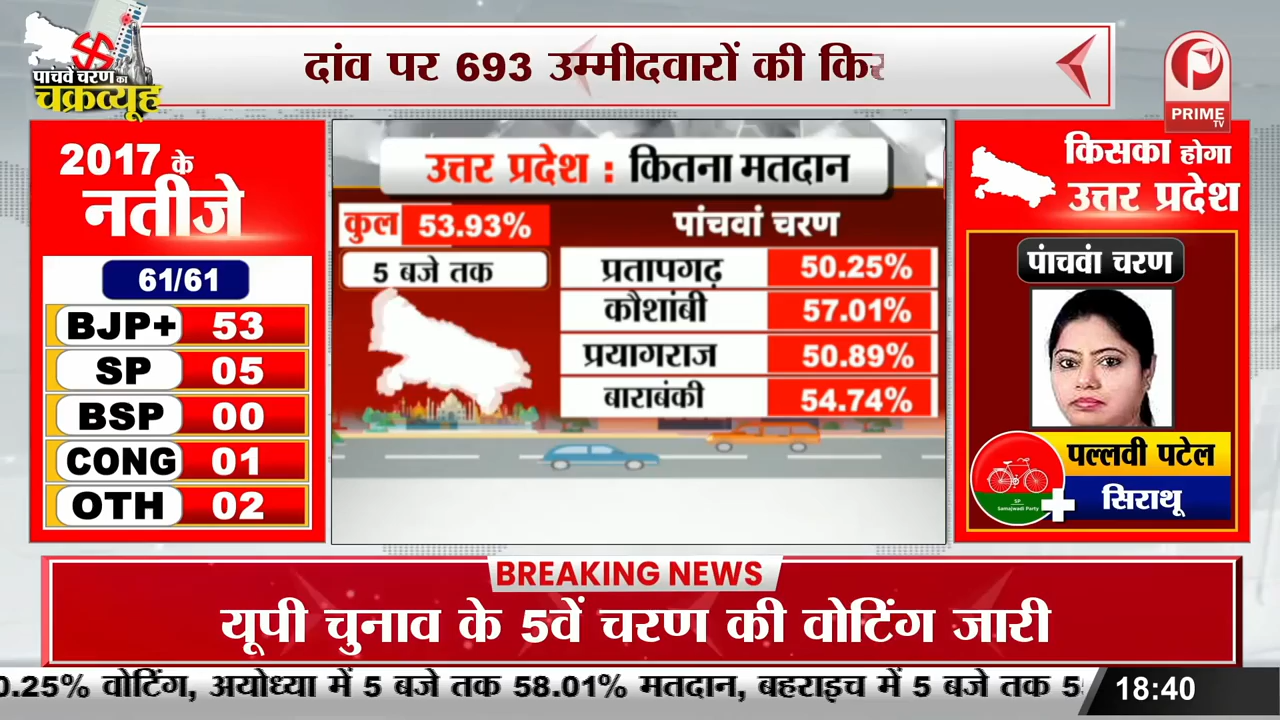 पांचवें चरण का
चक्रव्यूह
दांव पर 693 उम्मीदवारों की
PRIME
TV
2017 के
नतीजे
61/61
BJP+ 53
SP 05
BSP 00
CONG 01
OTH 02
उत्तर प्रदेश : कितना मतदान
कुल 53.93%
5 बजे तक
पांचवां चरण
प्रतापगढ़ 50.25%
कौशांबी 57.01%
प्रयागराज 50.89%
बाराबंकी 54.74%
किसका होगा
उत्तर प्रदेश
पांचवां चरण
SP
Samajwadi Party
पल्लवी पटेल
सिराथू
BREAKING NEWS
यूपी चुनाव के 5वें चरण की वोटिंग जारी
0.25% वोटिंग, अयोध्या में 5 बजे तक 58.01% मतदान, बहराइच में 5 बजे तक 5
18:40